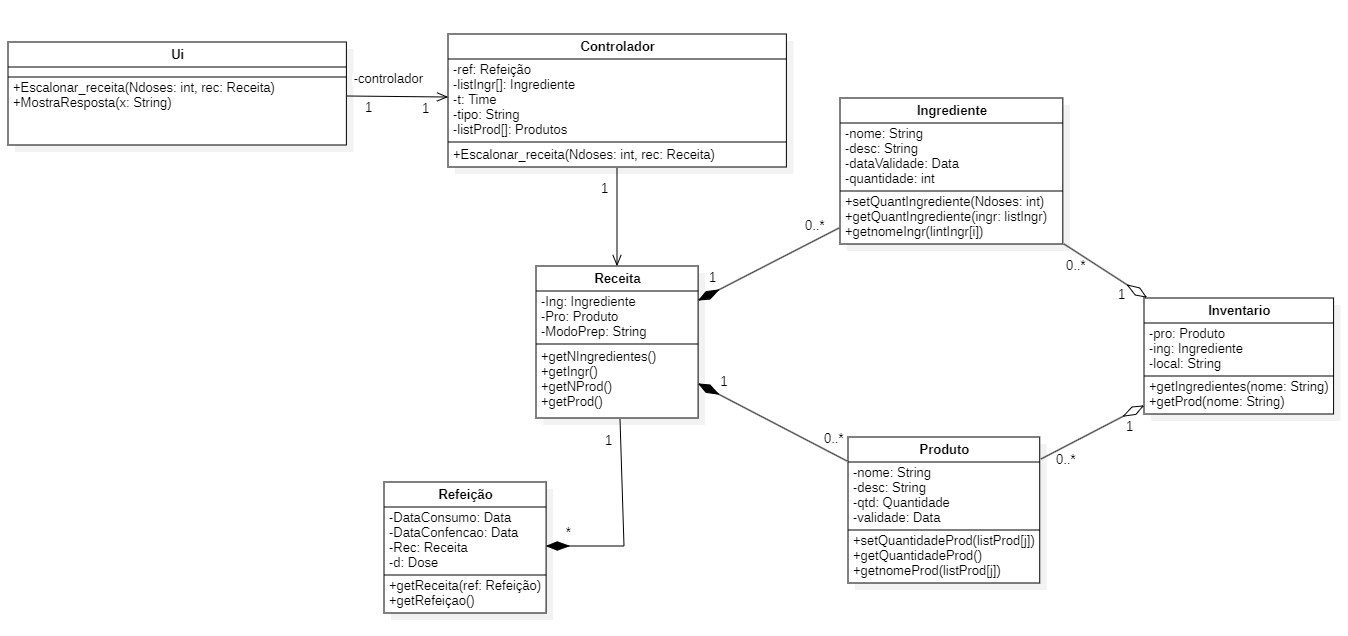 Ui
+Escalonar_receita(Ndoses: int, rec: Receita)
+MostraResposta(x: String)
-controlador
1
1
Controlador
-ref: Refeição
-listIngr[]: Ingrediente
-t: Time
-tipo: String
-listProd[]: Produtos
+Escalonar_receita(Ndoses: int, rec: Receita)
1
Ingrediente
-nome: String
-desc: String
-dataValidade: Data
-quantidade: int
+setQuantIngrediente(Ndoses: int)
+getQuantIngrediente(ingr: listIngr)
+getnomeIngr(lintIngr[i])
0..*
1
0..*
1
Receita
-Ing: Ingrediente
-Pro: Produto
-ModoPrep: String
+getNIngredientes()
+getIngr()
+getNProd()
+getProd()
Inventario
-pro: Produto
-ing: Ingrediente
-local: String
+getIngredientes(nome: String)
+getProd(nome: String)
1
0..*
1
0..*
Produto
-nome: String
-desc: String
-qtd: Quantidade
-validade: Data
+setQuantidadeProd(listProd[j])
+getQuantidadeProd()
+getnomeProd(listProd[j])
1
*
Refeição
-DataConsumo: Data
-DataConfencao: Data
-Rec: Receita
-d: Dose
+getReceita(ref: Refeição)
+getRefeiçao()